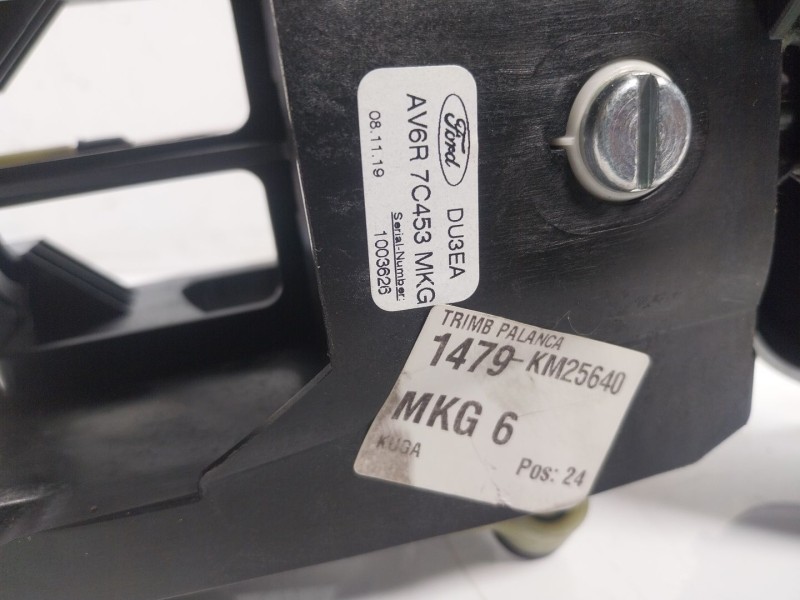 Ford DU3EA
AV6R 7C453 MKG
Serial-Number:
08.11.19 1003626
TRIMB PALANCA
1479-KM25640
MKG 6
KUGA
Pos: 24